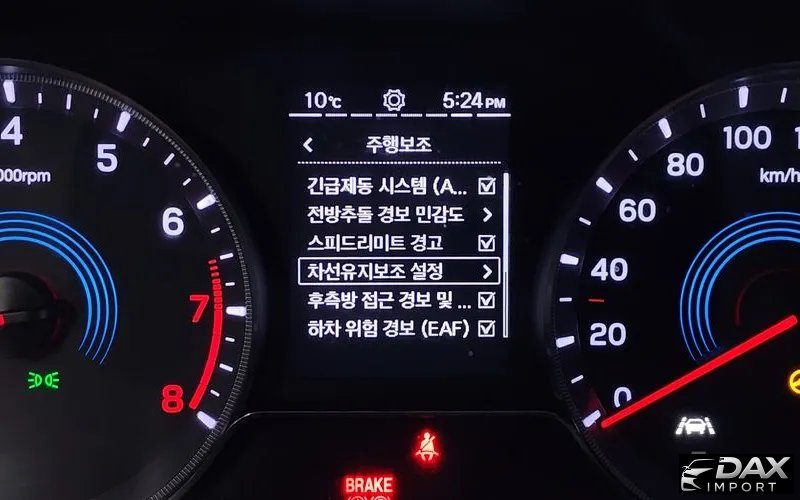 10℃ 5:24 PM
< 주행보조
긴급제동 시스템 (A...
전방추돌 경보 민감도 >
스피드리미트 경고
차선유지보조 설정 >
후측방 접근 경보 및 ...
하차 위험 경보 (EAF)
4
5
6
7
8
000rpm
100
80
60
40
20
0
km/h
BRAKE
DAX
IMPORT